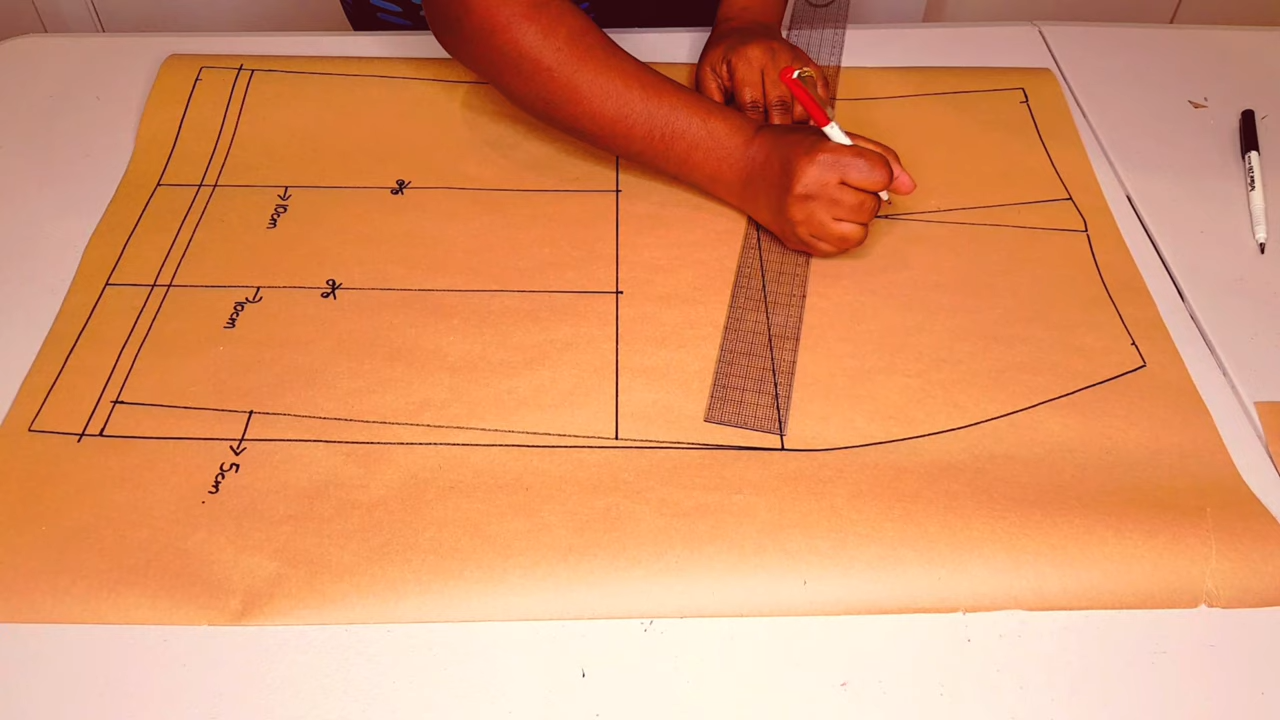 →10cm
→10cm
→5cm.